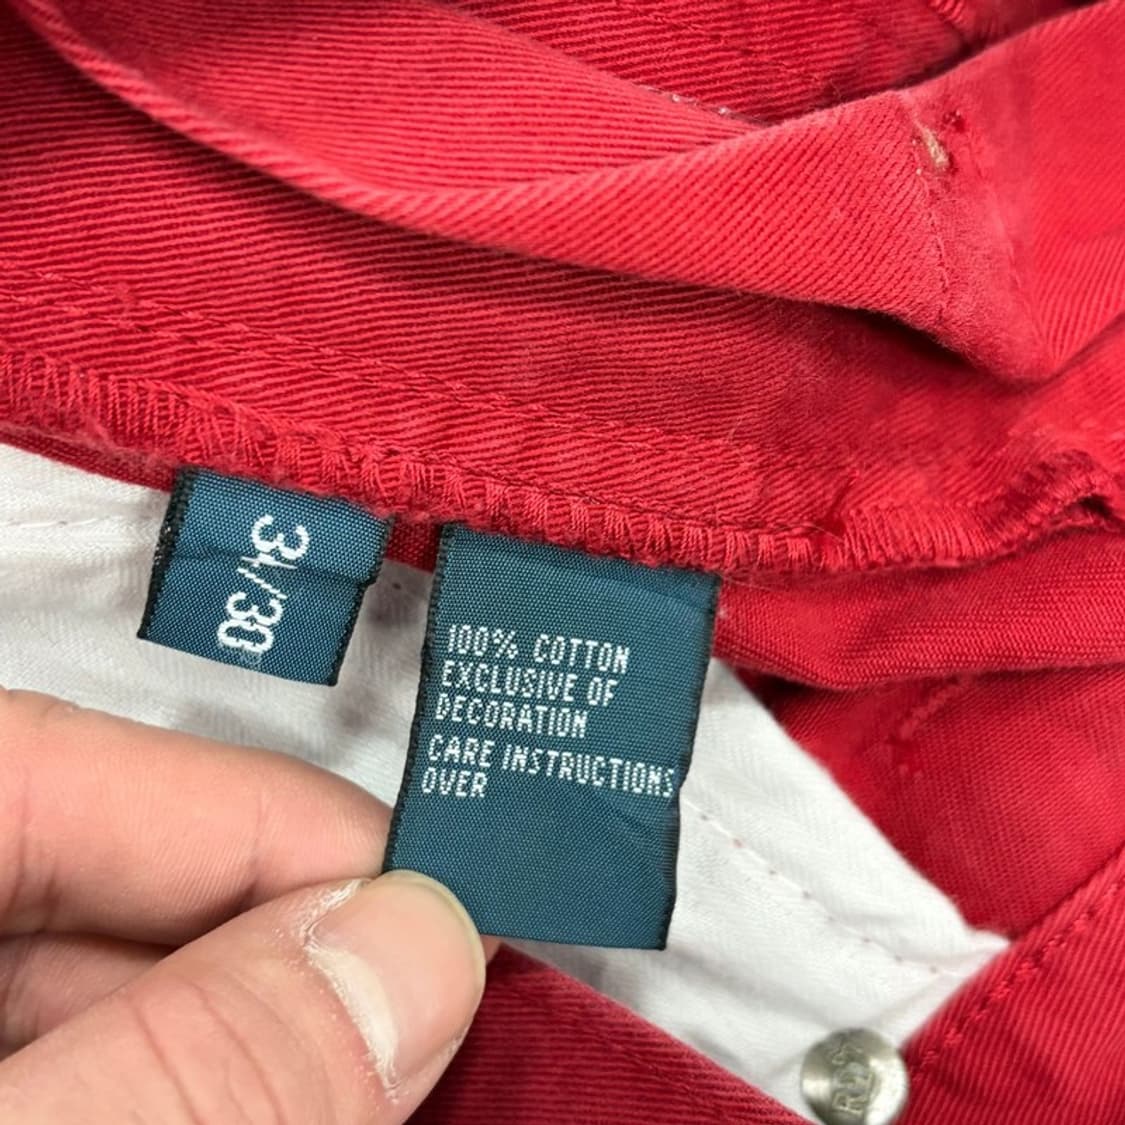 34/30
100% COTTON
EXCLUSIVE OF
DECORATION
CARE INSTRUCTIONS
OVER